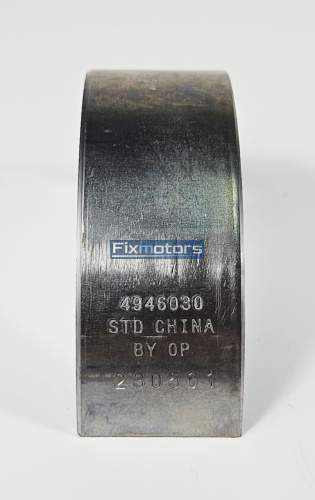 Fixmotors
4946030
STD CHINA
BY OP
230501